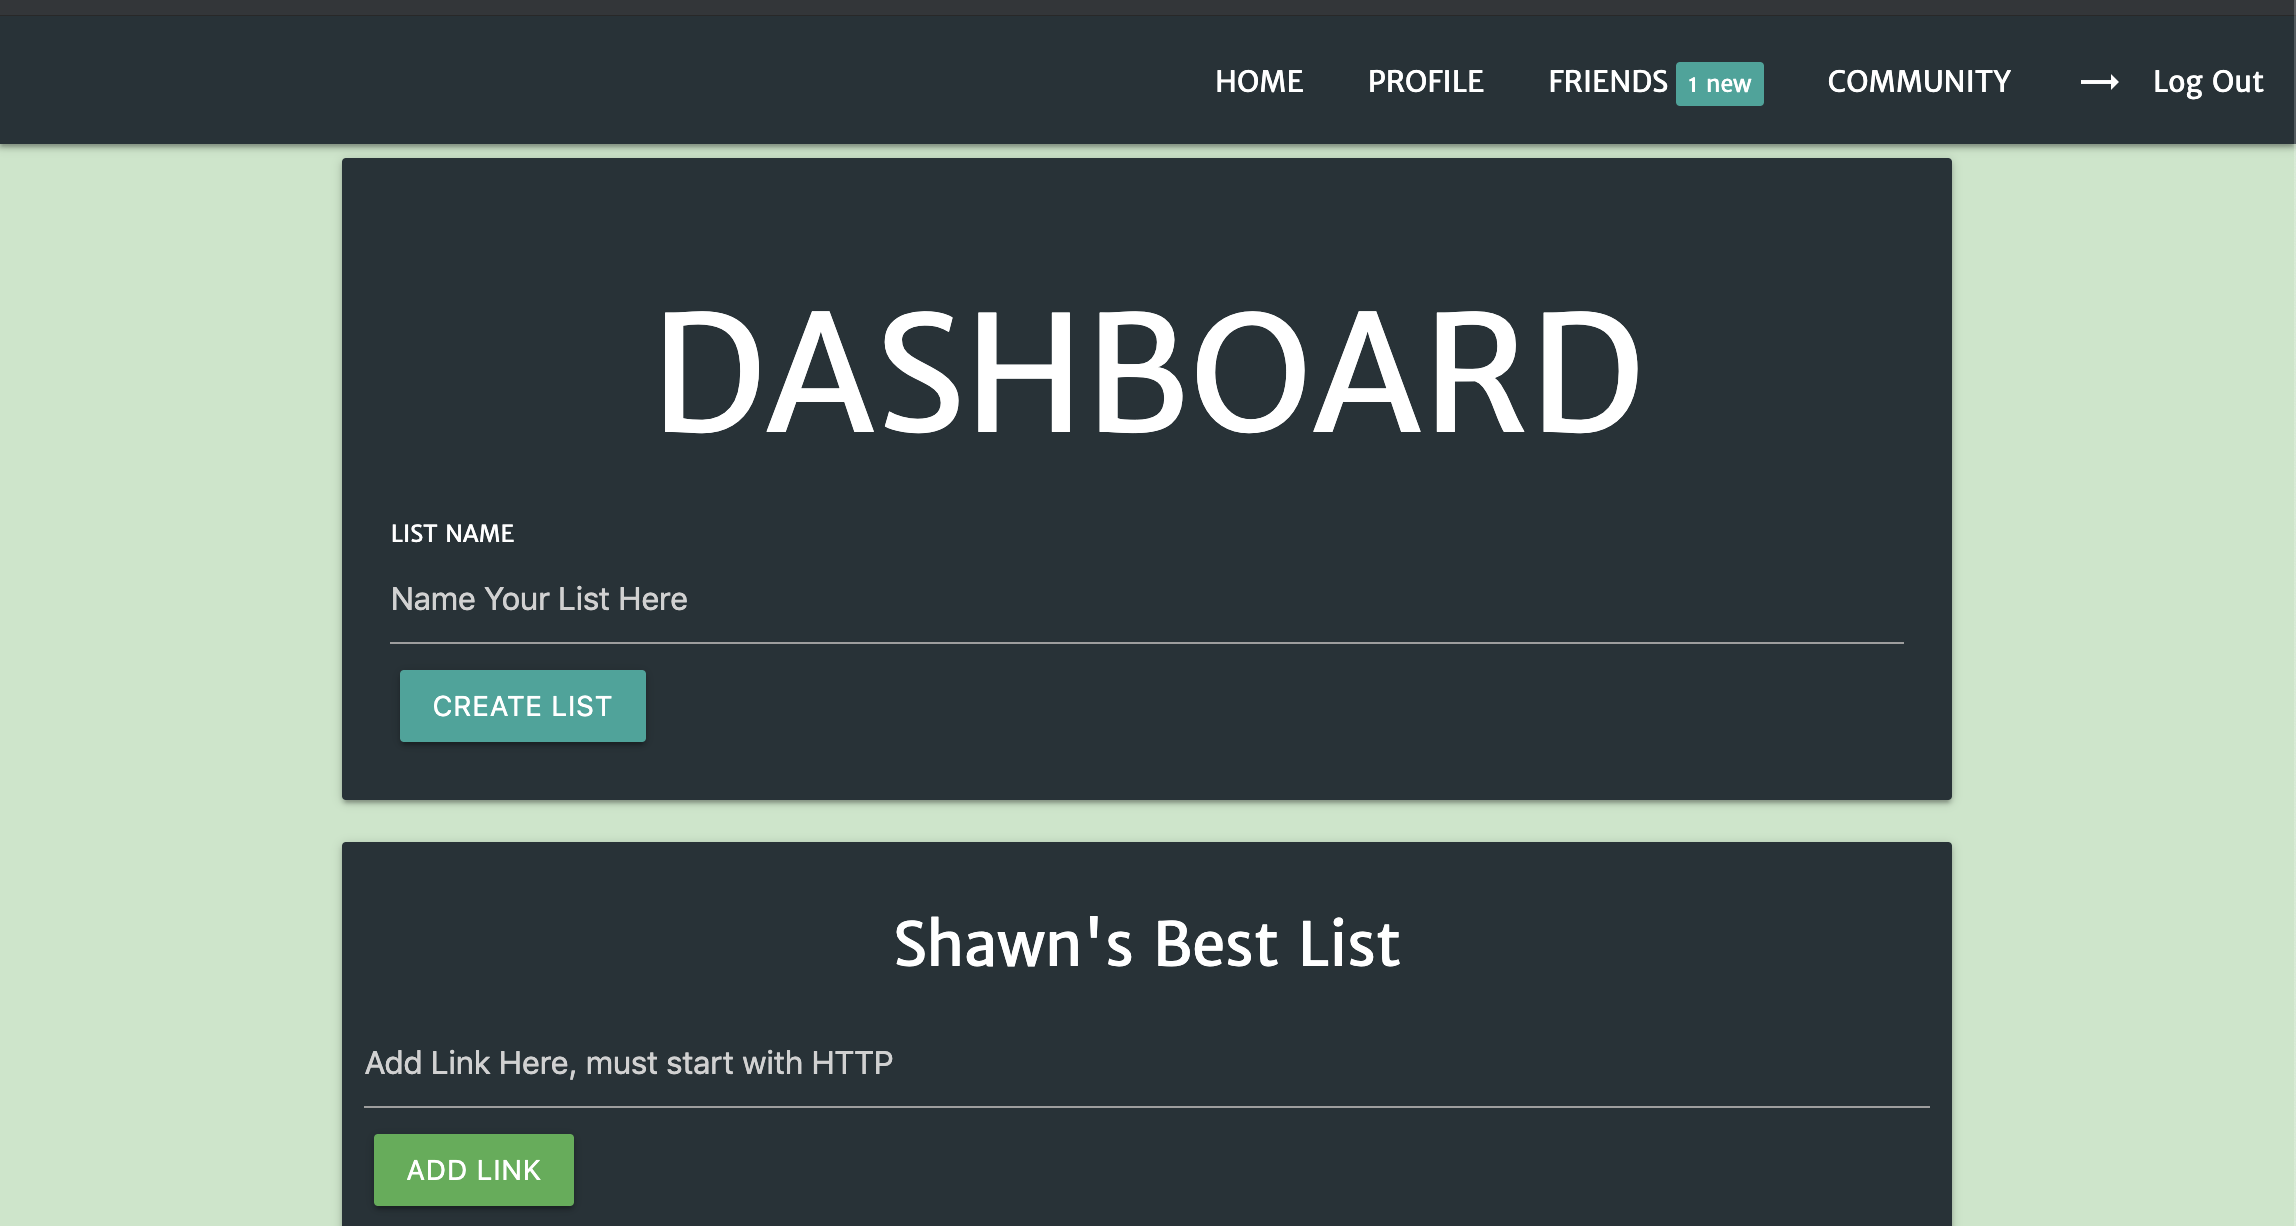 HOME PROFILE FRIENDS 1 new COMMUNITY Log Out
DASHBOARD
LIST NAME
Name Your List Here
CREATE LIST
Shawn's Best List
Add Link Here, must start with HTTP
ADD LINK